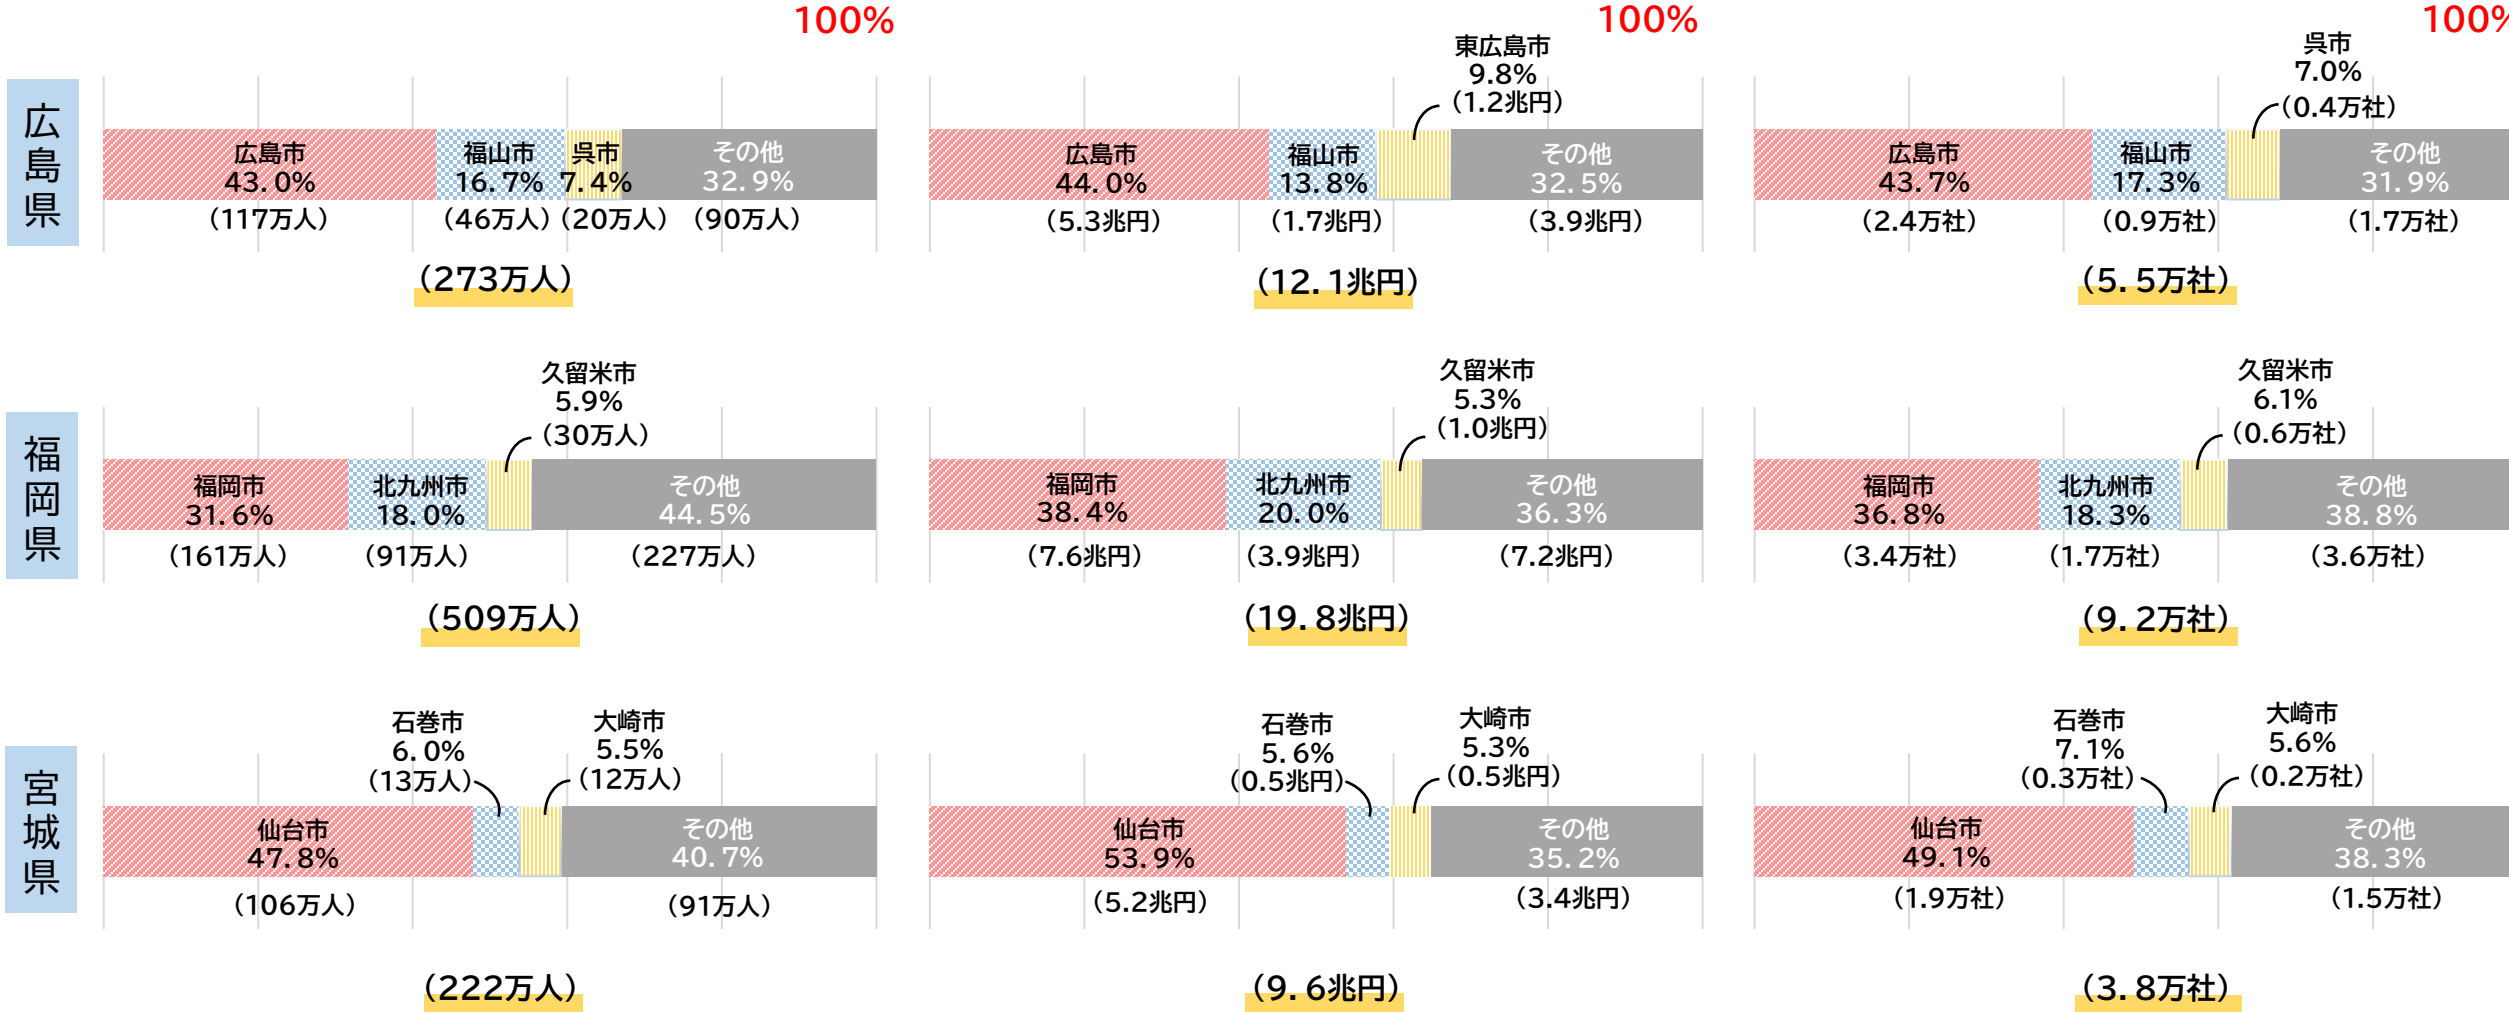 100%
100%
100%
広島県
広島市
43.0%
(117万人)
福山市
16.7%
(46万人)
呉市
7.4%
(20万人)
その他
32.9%
(90万人)
(273万人)
広島市
44.0%
(5.3兆円)
福山市
13.8%
(1.7兆円)
東広島市
9.8%
(1.2兆円)
その他
32.5%
(3.9兆円)
(12.1兆円)
広島市
43.7%
(2.4万社)
福山市
17.3%
(0.9万社)
呉市
7.0%
(0.4万社)
その他
31.9%
(1.7万社)
(5.5万社)
福岡県
福岡市
31.6%
(161万人)
北九州市
18.0%
(91万人)
久留米市
5.9%
(30万人)
その他
44.5%
(227万人)
(509万人)
福岡市
38.4%
(7.6兆円)
北九州市
20.0%
(3.9兆円)
久留米市
5.3%
(1.0兆円)
その他
36.3%
(7.2兆円)
(19.8兆円)
福岡市
36.8%
(3.4万社)
北九州市
18.3%
(1.7万社)
久留米市
6.1%
(0.6万社)
その他
38.8%
(3.6万社)
(9.2万社)
宮城県
仙台市
47.8%
(106万人)
石巻市
6.0%
(13万人)
大崎市
5.5%
(12万人)
その他
40.7%
(91万人)
(222万人)
仙台市
53.9%
(5.2兆円)
石巻市
5.6%
(0.5兆円)
大崎市
5.3%
(0.5兆円)
その他
35.2%
(3.4兆円)
(9.6兆円)
仙台市
49.1%
(1.9万社)
石巻市
7.1%
(0.3万社)
大崎市
5.6%
(0.2万社)
その他
38.3%
(1.5万社)
(3.8万社)